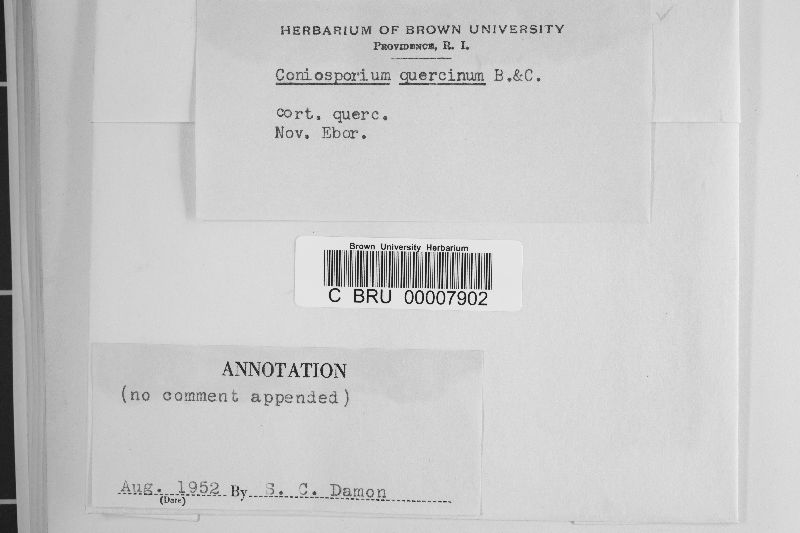 HERBARIUM OF BROWN UNIVERSITY
PROVIDENCE, R. I.
Coniosporium quercinum B.&C.
cort. querc.
Nov. Ebor.
Brown University Herbarium
C BRU 00007902
ANNOTATION
(no comment appended)
Aug. 1952 By S. C. Damon
(Date)